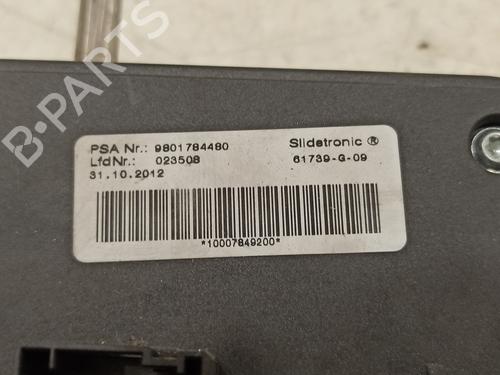 B-PARTS
PSA Nr.: 9801784480 Slidetronic ®
LfdNr.: 023508 61739-G-09
31.10.2012
*10007849200*